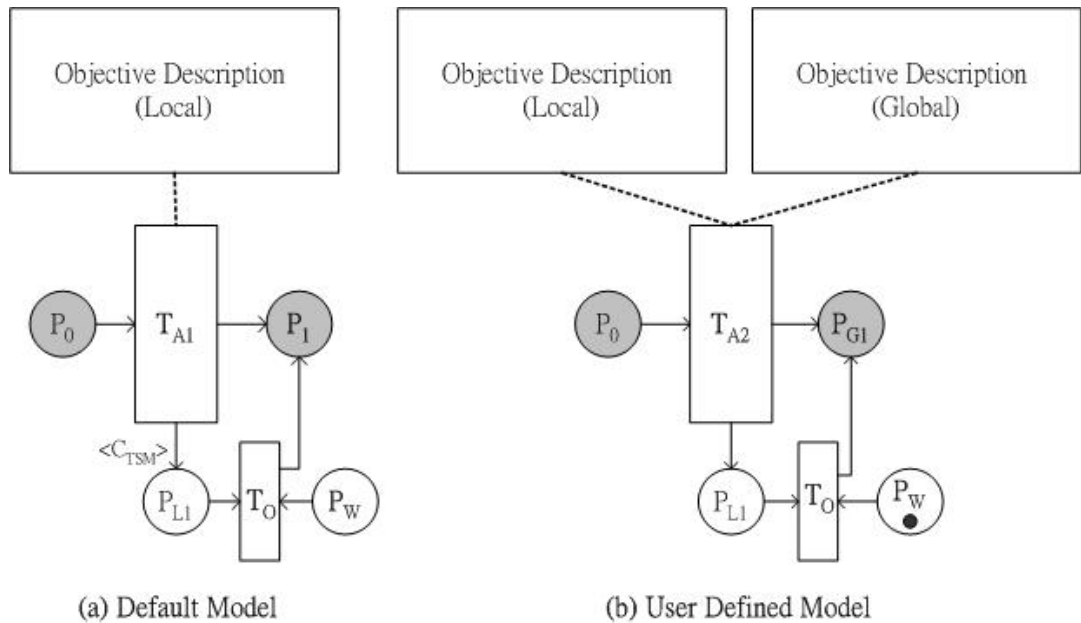 Objective Description
(Local)
Objective Description
(Local)
Objective Description
(Global)
P0
TA1
P1
<CTSM>
PL1
TO
PW
(a) Default Model
P0
TA2
PG1
PL1
TO
PW
(b) User Defined Model